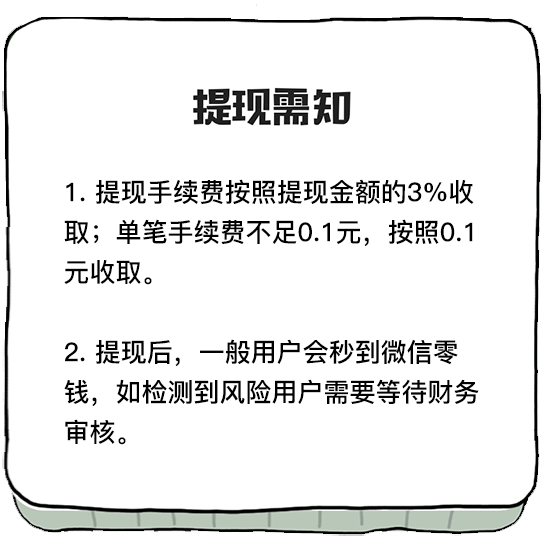 提现需知
1. 提现手续费按照提现金额的3%收
取；单笔手续费不足0.1元，按照0.1
元收取。
2. 提现后，一般用户会秒到微信零
钱，如检测到风险用户需要等待财务
审核。